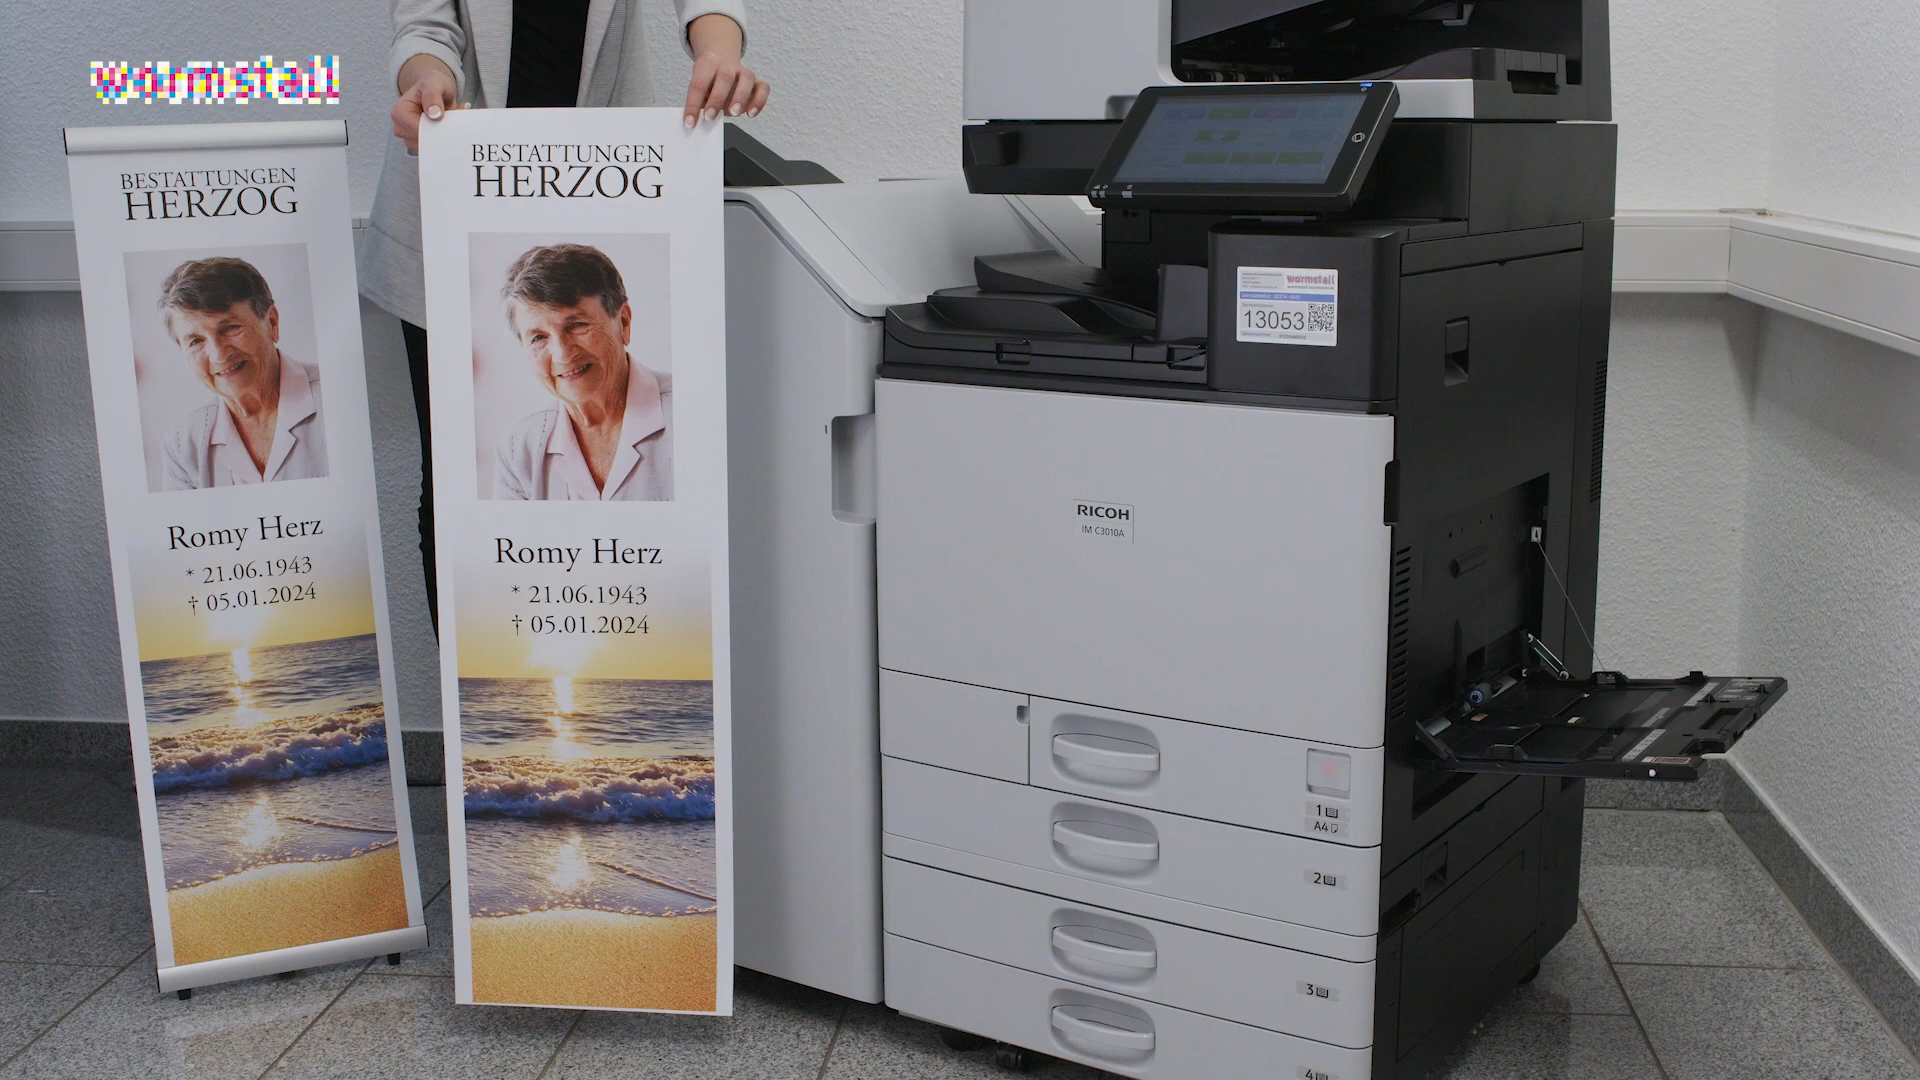 wormstall
BESTATTUNGEN
HERZOG
Romy Herz
* 21.06.1943
† 05.01.2024
BESTATTUNGEN
HERZOG
Romy Herz
* 21.06.1943
† 05.01.2024
wormstall
13053
RICOH
IM C3010A
1
A4
2
3
4